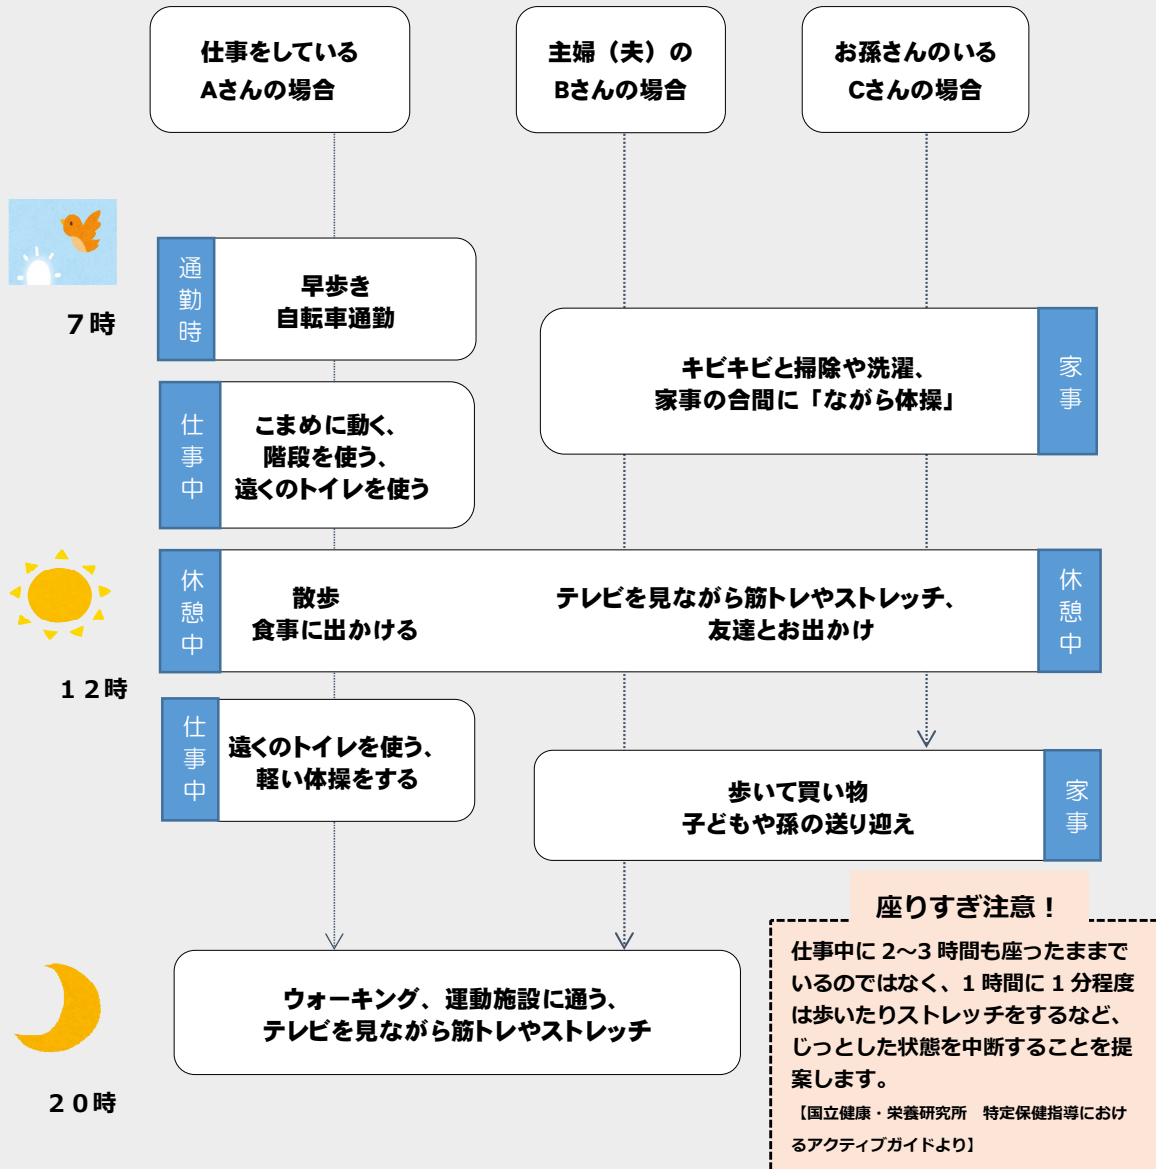 仕事をしている
Aさんの場合
主婦（夫）の
Bさんの場合
お孫さんのいる
Cさんの場合
7時
通勤時
早歩き
自転車通勤
キビキビと掃除や洗濯、
家事の合間に「ながら体操」
家事
仕事中
こまめに動く、
階段を使う、
遠くのトイレを使う
休憩中
散歩
食事に出かける
テレビを見ながら筋トレやストレッチ、
友達とお出かけ
休憩中
12時
仕事中
遠くのトイレを使う、
軽い体操をする
歩いて買い物
子どもや孫の送り迎え
家事
ウォーキング、運動施設に通う、
テレビを見ながら筋トレやストレッチ
20時
座りすぎ注意！
仕事中に 2～3 時間も座ったままで
いるのではなく、1 時間に 1 分程度
は歩いたりストレッチをするなど、
じっとした状態を中断することを提
案します。
【国立健康・栄養研究所　特定保健指導におけ
るアクティブガイドより】